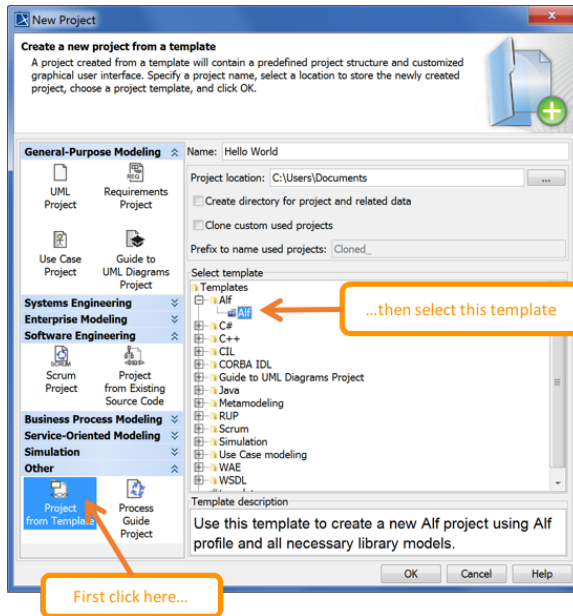 New Project
Create a new project from a template
A project created from a template will contain a predefined project structure and customized
graphical user interface. Specify a project name, select a location to store the newly created
project, choose a project template, and click OK.
General-Purpose Modeling
UML
Project
Requirements
Project
Use Case
Project
Guide to
UML Diagrams
Project
Systems Engineering
Enterprise Modeling
Software Engineering
SCRUM
Scrum
Project
Project
from Existing
Source Code
Business Process Modeling
Service-Oriented Modeling
Simulation
Other
Project
from Template
Process
Guide
Project
Name: Hello World
Project location: C:\Users\Documents
...
Create directory for project and related data
Clone custom used projects
Prefix to name used projects: Cloned_
Select template
Templates
Alf
Alf
C#
C++
CIL
CORBA IDL
Guide to UML Diagrams Project
Java
Metamodeling
RUP
Scrum
Simulation
Use Case modeling
WAE
WSDL
...then select this template
Template description
Use this template to create a new Alf project using Alf
profile and all necessary library models.
OK Cancel Help
First click here...